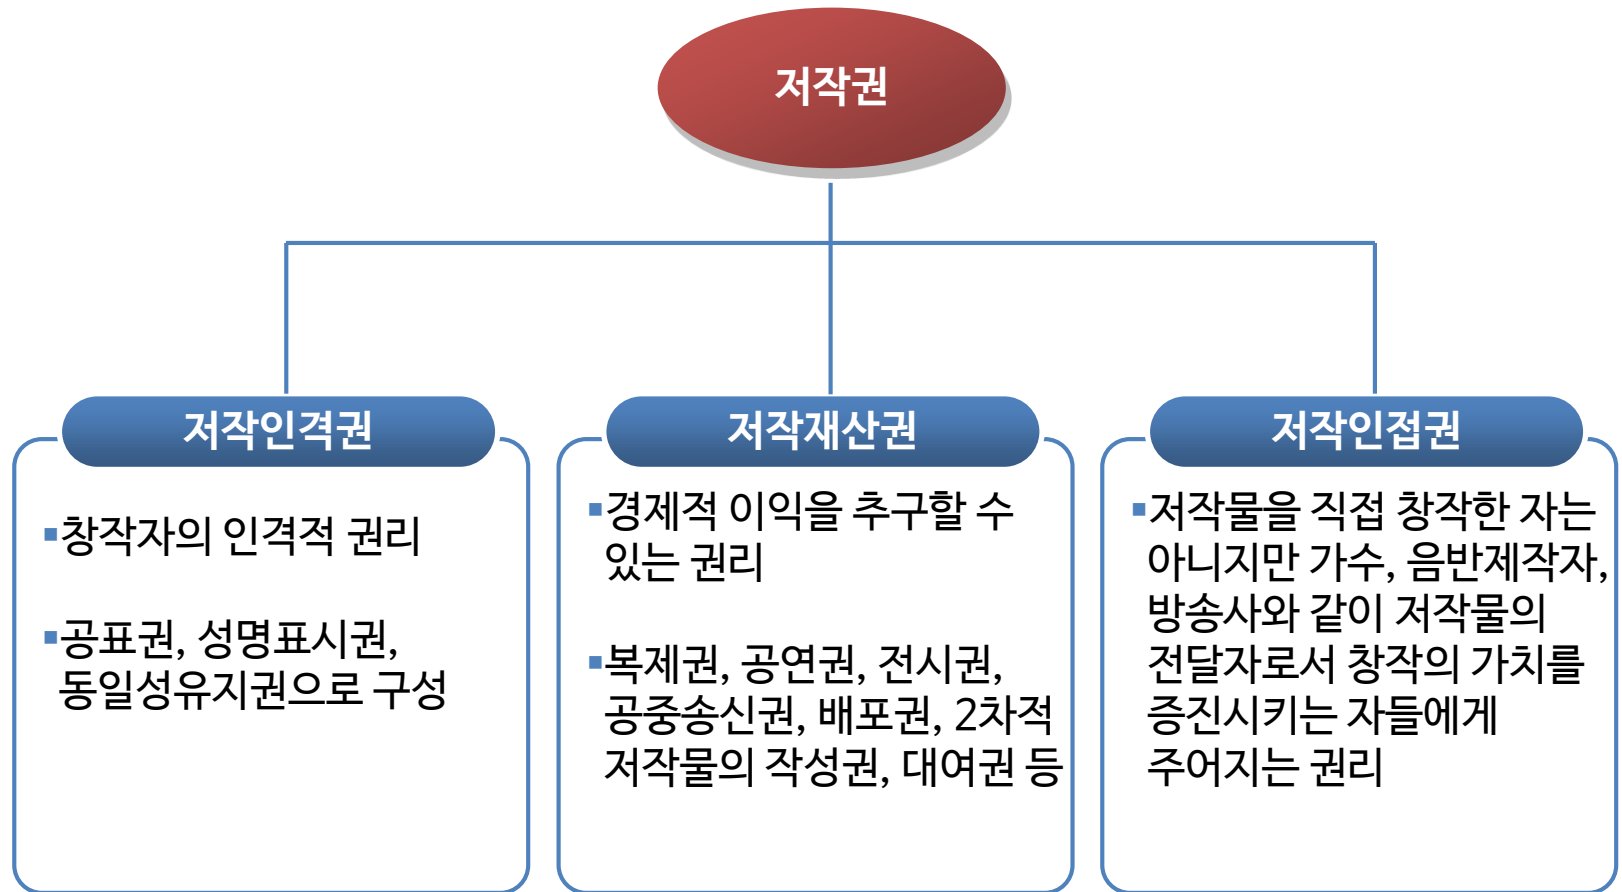 저작권
저작인격권
▪창작자의 인격적 권리
▪공표권, 성명표시권,
동일성유지권으로 구성
저작재산권
▪경제적 이익을 추구할 수
있는 권리
▪복제권, 공연권, 전시권,
공중송신권, 배포권, 2차적
저작물의 작성권, 대여권 등
저작인접권
▪저작물을 직접 창작한 자는
아니지만 가수, 음반제작자,
방송사와 같이 저작물의
전달자로서 창작의 가치를
증진시키는 자들에게
주어지는 권리